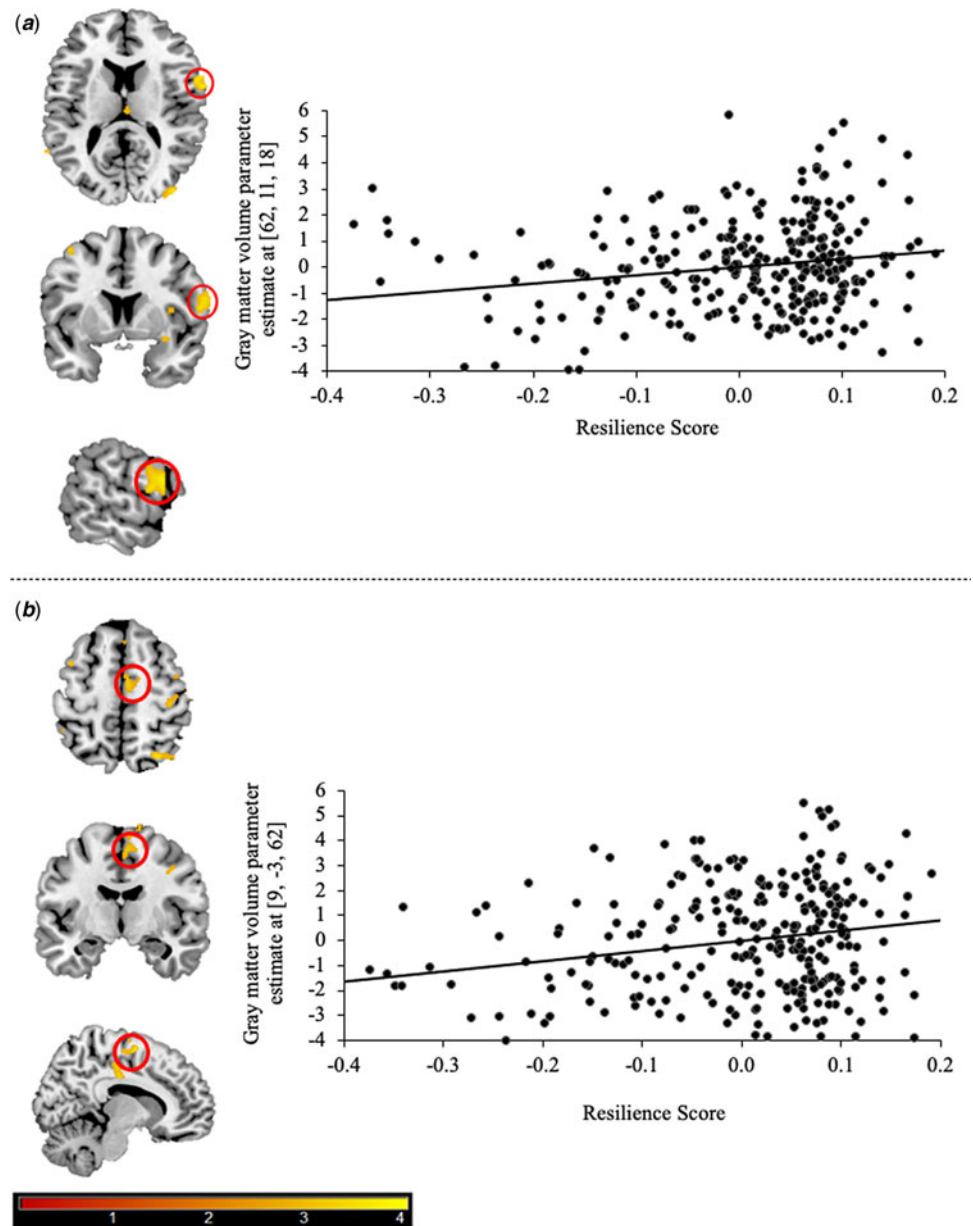 (a)
Gray matter volume parameter
estimate at [62, 11, 18]
6
5
4
3
2
1
0
-1
-2
-3
-4
-0.4 -0.3 -0.2 -0.1 0.0 0.1 0.2
Resilience Score
(b)
Gray matter volume parameter
estimate at [9, -3, 62]
6
5
4
3
2
1
0
-1
-2
-3
-4
-0.4 -0.3 -0.2 -0.1 0.0 0.1 0.2
Resilience Score
1 2 3 4